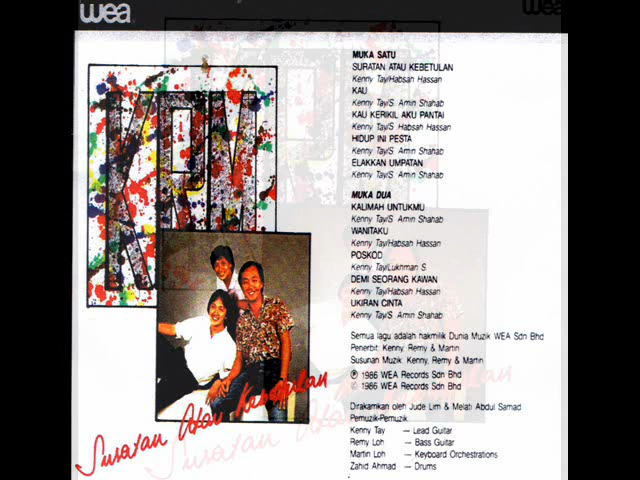 wea
wea
KRM
Suratan Atau Kebetulan
MUKA SATU
SURATAN ATAU KEBETULAN
Kenny Tay/Habsah Hassan
KAU
Kenny Tay/S. Amin Shahab
KAU KERIKIL AKU PANTAI
Kenny Tay/S. Habsah Hassan
HIDUP INI PESTA
Kenny Tay/S. Amin Shahab
ELAKKAN UMPATAN
Kenny Tay/S. Amin Shahab
MUKA DUA
KALIMAH UNTUKMU
Kenny Tay/S. Amin Shahab
WANITAKU
Kenny Tay/Habsah Hassan
POSKOD
Kenny Tay/Lukhman S.
DEMI SEORANG KAWAN
Kenny Tay/Habsah Hassan
UKIRAN CINTA
Kenny Tay/S. Amin Shahab
Semua lagu adalah hakmilik Dunia Muzik WEA Sdn Bhd
Penerbit: Kenny, Remy & Martin
Susunan Muzik: Kenny, Remy & Martin
℗ 1986 WEA Records Sdn Bhd
© 1986 WEA Records Sdn Bhd
Dirakamkan oleh Jude Lim & Melati Abdul Samad
Pemuzik-Pemuzik
Kenny Tay — Lead Guitar
Remy Loh — Bass Guitar
Martin Loh — Keyboard Orchestrations
Zahid Ahmad — Drums
Suratan Atau